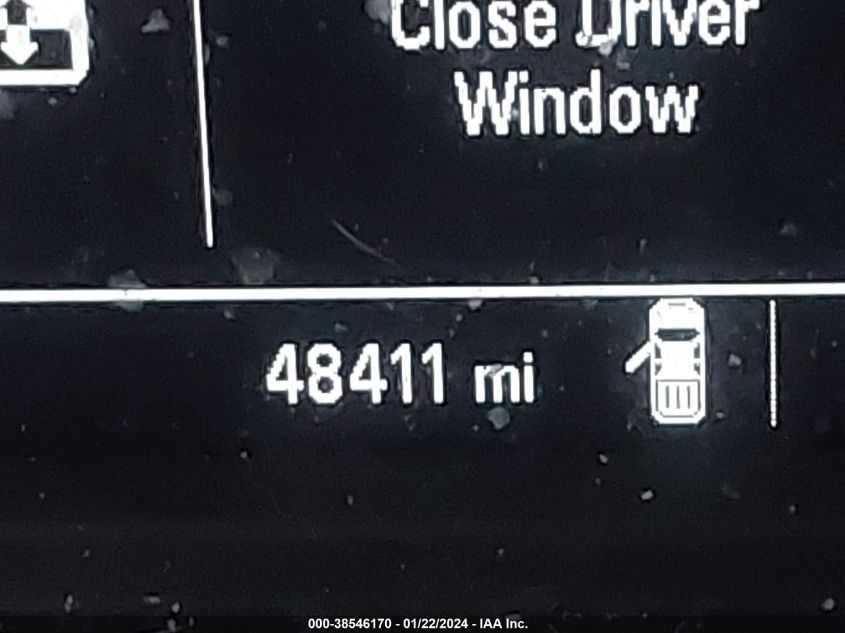 Close Driver
Window
48411 mi
000-38546170 - 01/22/2024 - IAA Inc.